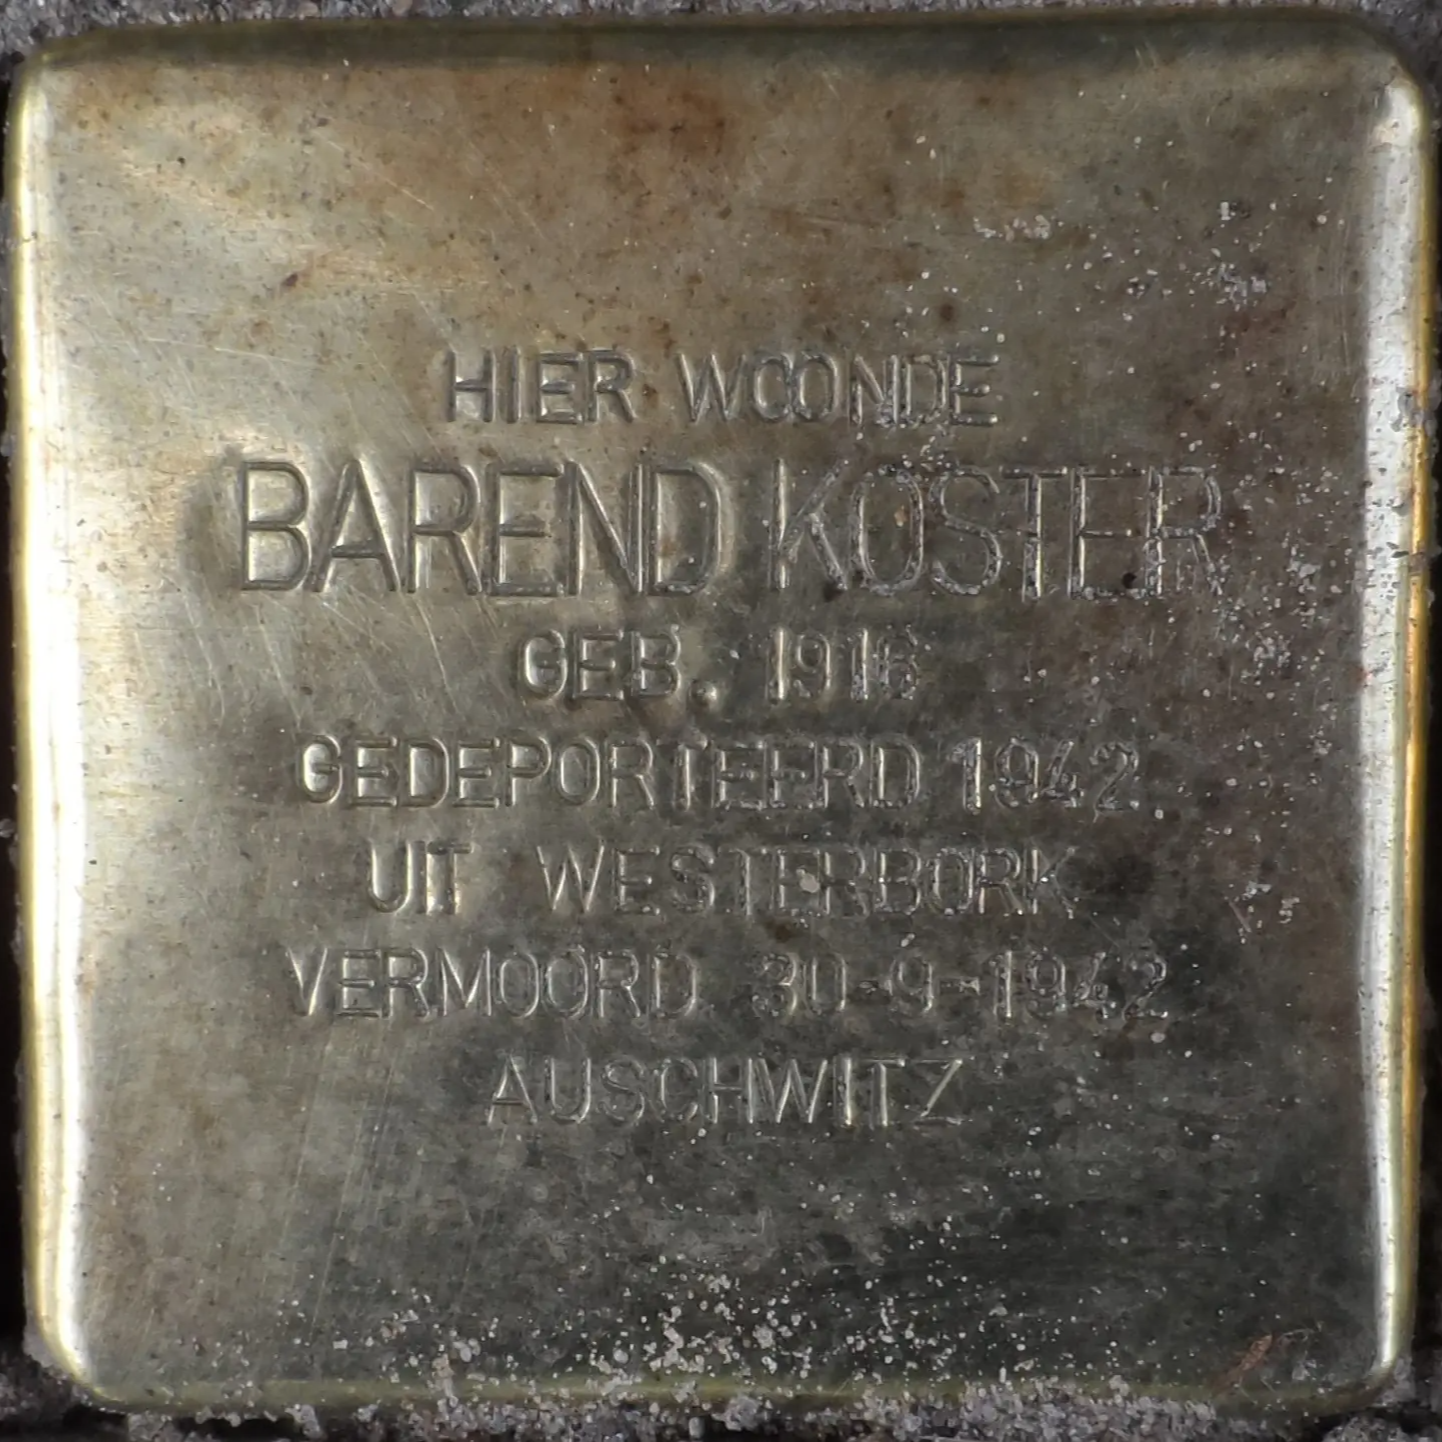 HIER WOONDE
BAREND KOSTER
GEB. 1916
GEDEPORTEERD 1942
UIT WESTERBORK
VERMOORD 30-9-1942
AUSCHWITZ